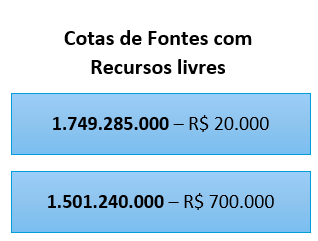 Cotas de Fontes com
Recursos livres
1.749.285.000 – R$ 20.000
1.501.240.000 – R$ 700.000